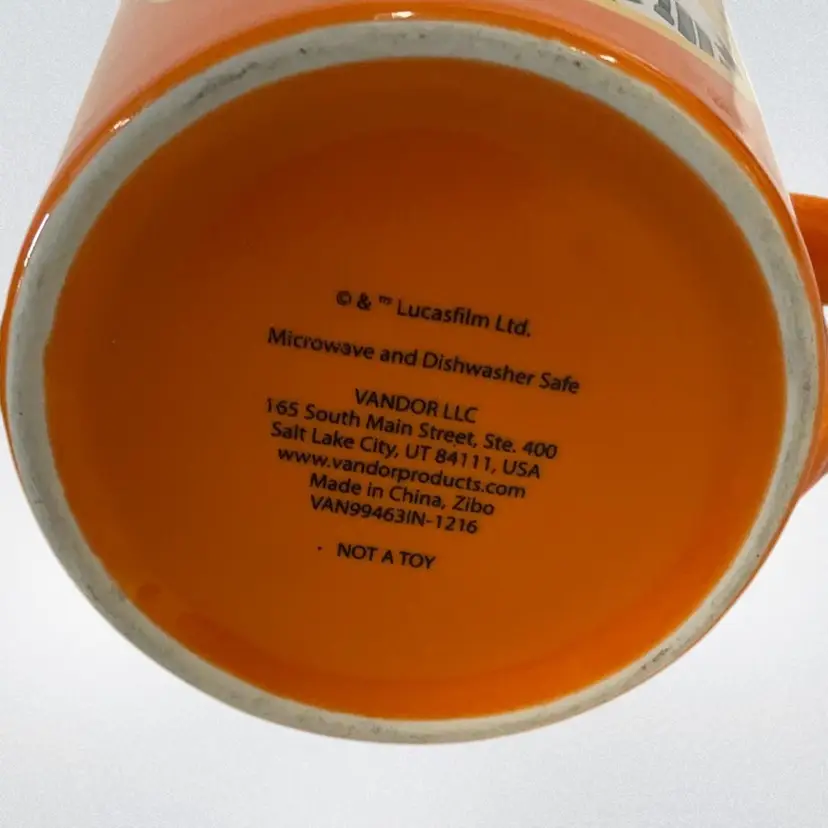 © & ™ Lucasfilm Ltd.
Microwave and Dishwasher Safe
VANDOR LLC
165 South Main Street, Ste. 400
Salt Lake City, UT 84111, USA
www.vandorproducts.com
Made in China, Zibo
VAN99463IN-1216
NOT A TOY